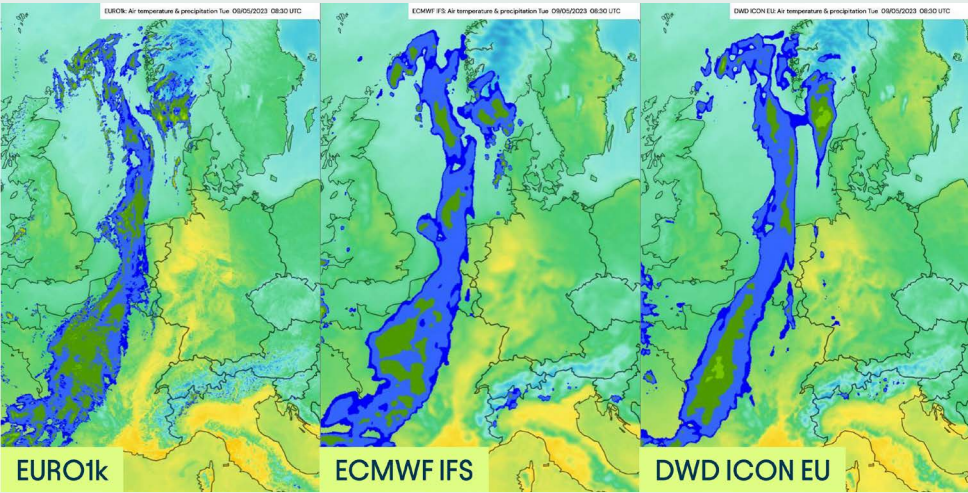 EURO1k: Air temperature & precipitation Tue 09/05/2023 08:30 UTC
ECMWF IFS: Air temperature & precipitation Tue 09/05/2023 08:30 UTC
DWD ICON EU: Air temperature & precipitation Tue 09/05/2023 08:30 UTC
EURO1k
ECMWF IFS
DWD ICON EU